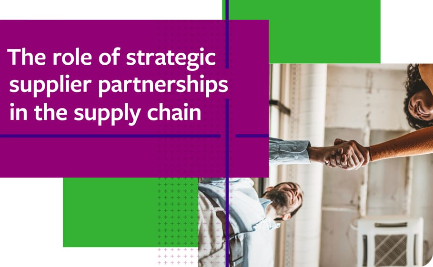 The role of strategic
supplier partnerships
in the supply chain